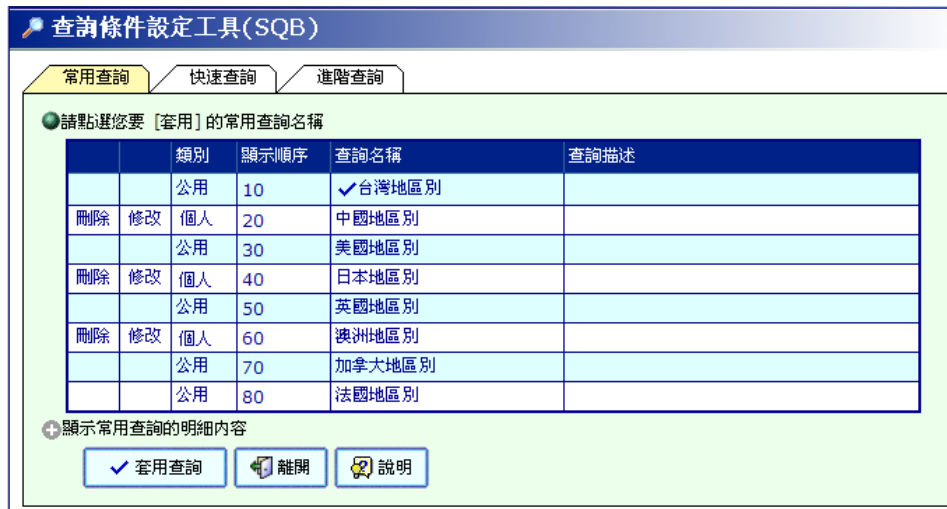 查詢條件設定工具(SQB)
常用查詢 快速查詢 進階查詢
請點選您要 [套用] 的常用查詢名稱
類別 顯示順序 查詢名稱 查詢描述
公用 10 ✓台灣地區別
刪除 修改 個人 20 中國地區別
公用 30 美國地區別
刪除 修改 個人 40 日本地區別
公用 50 英國地區別
刪除 修改 個人 60 澳洲地區別
公用 70 加拿大地區別
公用 80 法國地區別
顯示常用查詢的明細內容
✓ 套用查詢 離開 說明